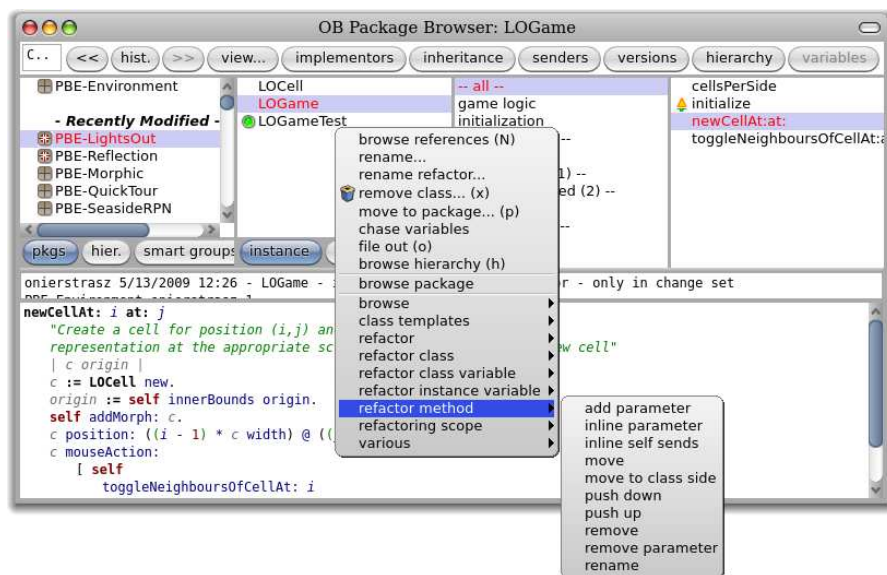 OB Package Browser: LOGame
C.. << hist. >> view... implementors inheritance senders versions hierarchy variables
PBE-Environment
- Recently Modified -
PBE-LightsOut
PBE-Reflection
PBE-Morphic
PBE-QuickTour
PBE-SeasideRPN
LOCell
LOGame
LOGameTest
-- all --
game logic
initialization
--
1) --
ed (2) --
--
cellsPerSide
initialize
newCellAt:at:
toggleNeighboursOfCellAt:a
pkgs hier. smart groups instance
browse references (N)
rename...
rename refactor...
remove class... (x)
move to package... (p)
chase variables
file out (o)
browse hierarchy (h)
browse package
browse
class templates
refactor
refactor class
refactor class variable
refactor instance variable
refactor method
refactoring scope
various
add parameter
inline parameter
inline self sends
move
move to class side
push down
push up
remove
remove parameter
rename
onierstrasz 5/13/2009 12:26 - LOGame - r - only in change set
newCellAt: i at: j
"Create a cell for position (i,j) an
representation at the appropriate sc w cell"
| c origin |
c := LOCell new.
origin := self innerBounds origin.
self addMorph: c.
c position: ((i - 1) * c width) @ ((
c mouseAction:
[ self
toggleNeighboursOfCellAt: i